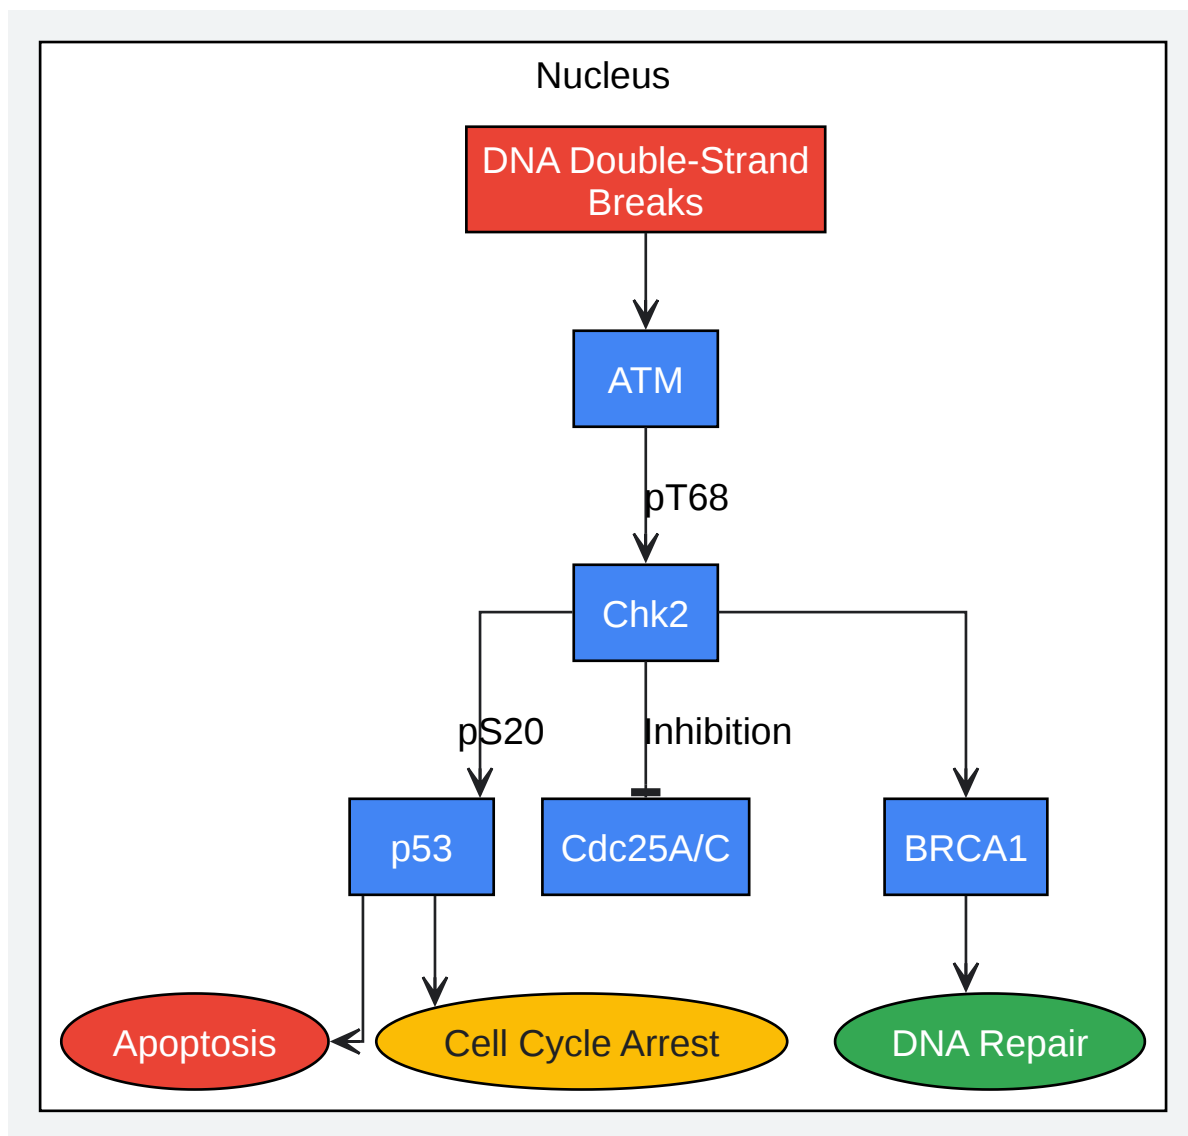 Nucleus
DNA Double-Strand
Breaks
ATM
pT68
Chk2
pS20
Inhibition
p53
Cdc25A/C
BRCA1
Apoptosis
Cell Cycle Arrest
DNA Repair